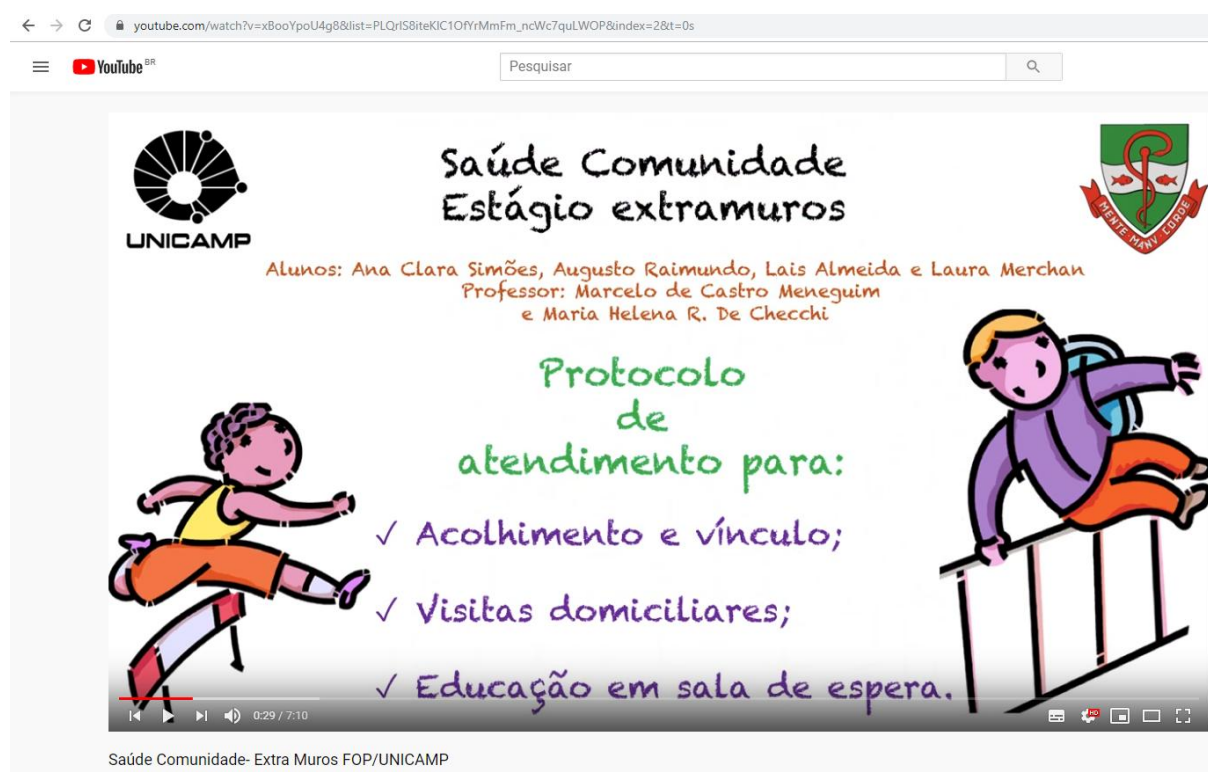 youtube.com/watch?v=xBooYpoU4g8&list=PLQrlS8iteKlC1OfYrMmFm_ncWc7quLWOP&index=2&t=0s
YouTube BR
Pesquisar
UNICAMP
Saúde Comunidade
Estágio extramuros
MENTE · MANV · CORDE
Alunos: Ana Clara Simões, Augusto Raimundo, Lais Almeida e Laura Merchan
Professor: Marcelo de Castro Meneguim
e Maria Helena R. De Checchi
Protocolo
de
atendimento para:
✓ Acolhimento e vínculo;
✓ Visitas domiciliares;
✓ Educação em sala de espera.
0:29 / 7:10
HD
Saúde Comunidade- Extra Muros FOP/UNICAMP